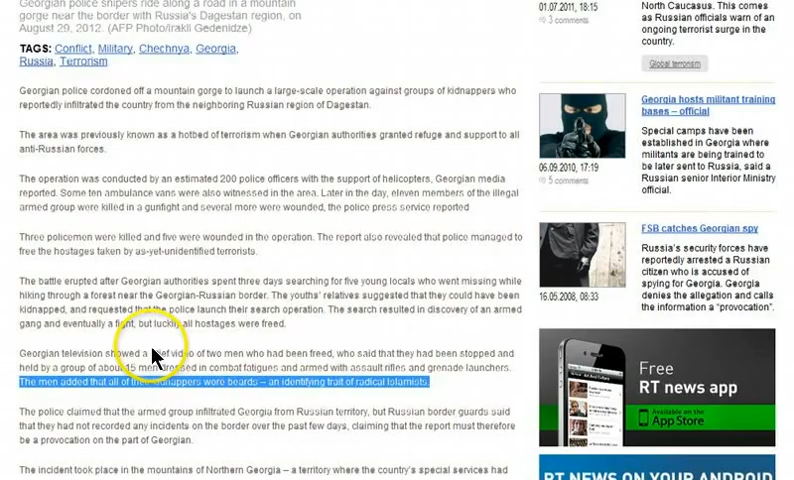 Georgian police snipers ride along a road in a mountain
gorge near the border with Russia's Dagestan region, on
August 29, 2012. (AFP Photo/Irakli Gedenidze)
TAGS: Conflict, Military, Chechnya, Georgia,
Russia, Terrorism
Georgian police cordoned off a mountain gorge to launch a large-scale operation against groups of kidnappers who
reportedly infiltrated the country from the neighboring Russian region of Dagestan.
The area was previously known as a hotbed of terrorism when Georgian authorities granted refuge and support to all
anti-Russian forces.
The operation was conducted by an estimated 200 police officers with the support of helicopters, Georgian media
reported. Some ten ambulance vans were also witnessed in the area. Later in the day, eleven members of the illegal
armed group were killed in a gunfight and several more were wounded, the police press service reported
Three policemen were killed and five were wounded in the operation. The report also revealed that police managed to
free the hostages taken by as-yet-unidentified terrorists.
The battle erupted after Georgian authorities spent three days searching for five young locals who went missing while
hiking through a forest near the Georgian-Russian border. The youths' relatives suggested that they could have been
kidnapped, and requested that the police launch their search operation. The search resulted in discovery of an armed
gang and eventually a fight, but luckily all hostages were freed.
Georgian television showed a brief video of two men who had been freed, who said that they had been stopped and
held by a group of about 15 men dressed in combat fatigues and armed with assault rifles and grenade launchers.
The men added that all of their kidnappers wore beards – an identifying trait of radical Islamists.
The police claimed that the armed group infiltrated Georgia from Russian territory, but Russian border guards said
that they had not recorded any incidents on the border over the past few days, claiming that the report must therefore
be a provocation on the part of Georgian.
The incident took place in the mountains of Northern Georgia – a territory where the country's special services had
01.07.2011, 18:15
3 comments
North Caucasus. This comes
as Russian officials warn of an
ongoing terrorist surge in the
country.
Global terrorism
06.09.2010, 17:19
5 comments
Georgia hosts militant training
bases – official
Special camps have been
established in Georgia where
militants are being trained to
be later sent to Russia, said a
Russian senior Interior Ministry
official.
16.05.2008, 08:33
FSB catches Georgian spy
Russia's security forces have
reportedly arrested a Russian
citizen who is accused of
spying for Georgia. Georgia
denies the allegation and calls
the information a "provocation".
Free
RT news app
Available on the
App Store
RT NEWS ON YOUR ANDROID